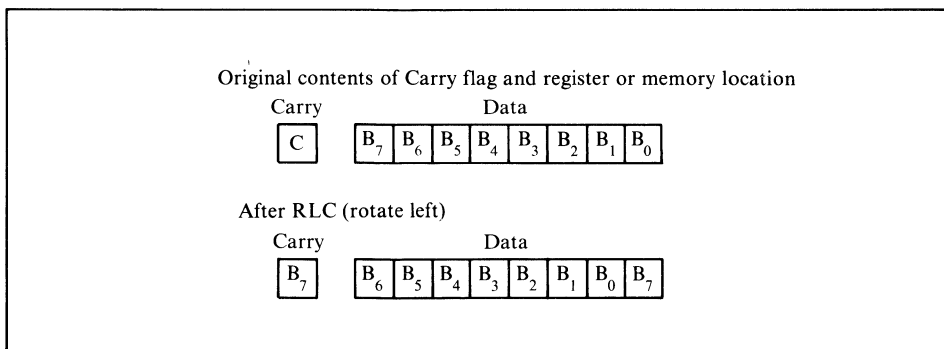 Original contents of Carry flag and register or memory location
Carry Data
C B₇ B₆ B₅ B₄ B₃ B₂ B₁ B₀
After RLC (rotate left)
Carry Data
B₇ B₆ B₅ B₄ B₃ B₂ B₁ B₀ B₇